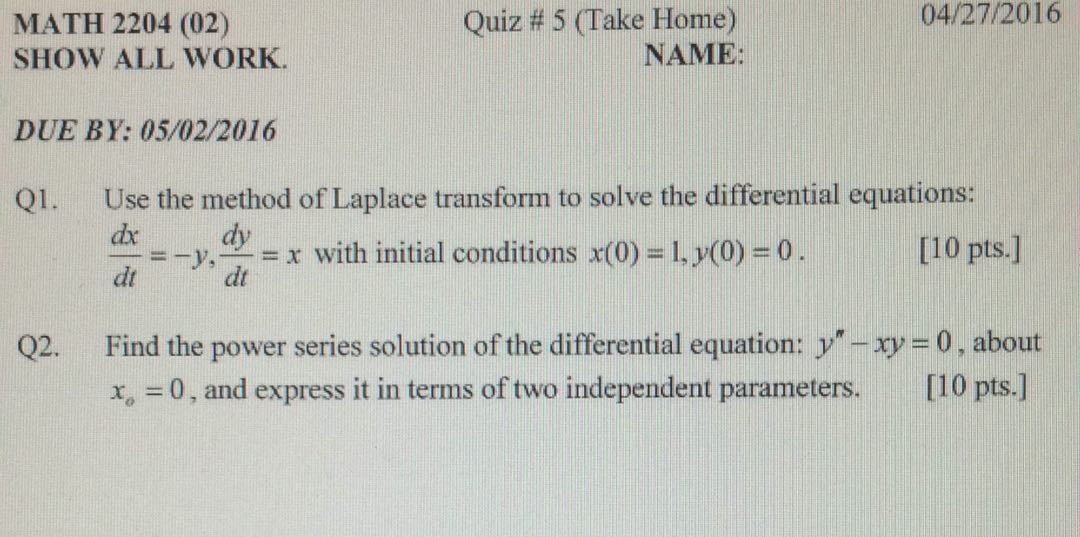 MATH 2204 (02) Quiz # 5 (Take Home) 04/27/2016
SHOW ALL WORK. NAME:
DUE BY: 05/02/2016
Q1. Use the method of Laplace transform to solve the differential equations:
dx/dt = -y, dy/dt = x with initial conditions x(0) = 1, y(0) = 0. [10 pts.]
Q2. Find the power series solution of the differential equation: y″ – xy = 0, about
xₒ = 0, and express it in terms of two independent parameters. [10 pts.]